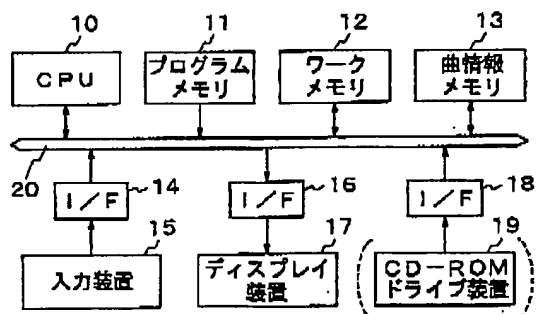 10
11
12
13
CPU
プログラム
メモリ
ワーク
メモリ
曲情報
メモリ
20
I/F
14
I/F
16
I/F
18
15
17
19
入力装置
ディスプレイ
装置
CD-ROM
ドライブ装置